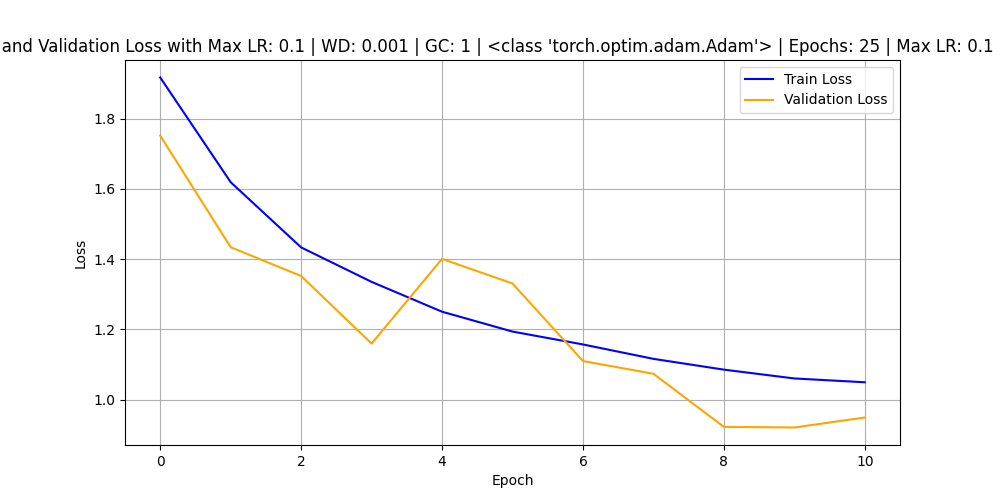 and Validation Loss with Max LR: 0.1 | WD: 0.001 | GC: 1 | <class 'torch.optim.adam.Adam'> | Epochs: 25 | Max LR: 0.1
Train Loss
Validation Loss
Loss
1.8
1.6
1.4
1.2
1.0
0 2 4 6 8 10
Epoch